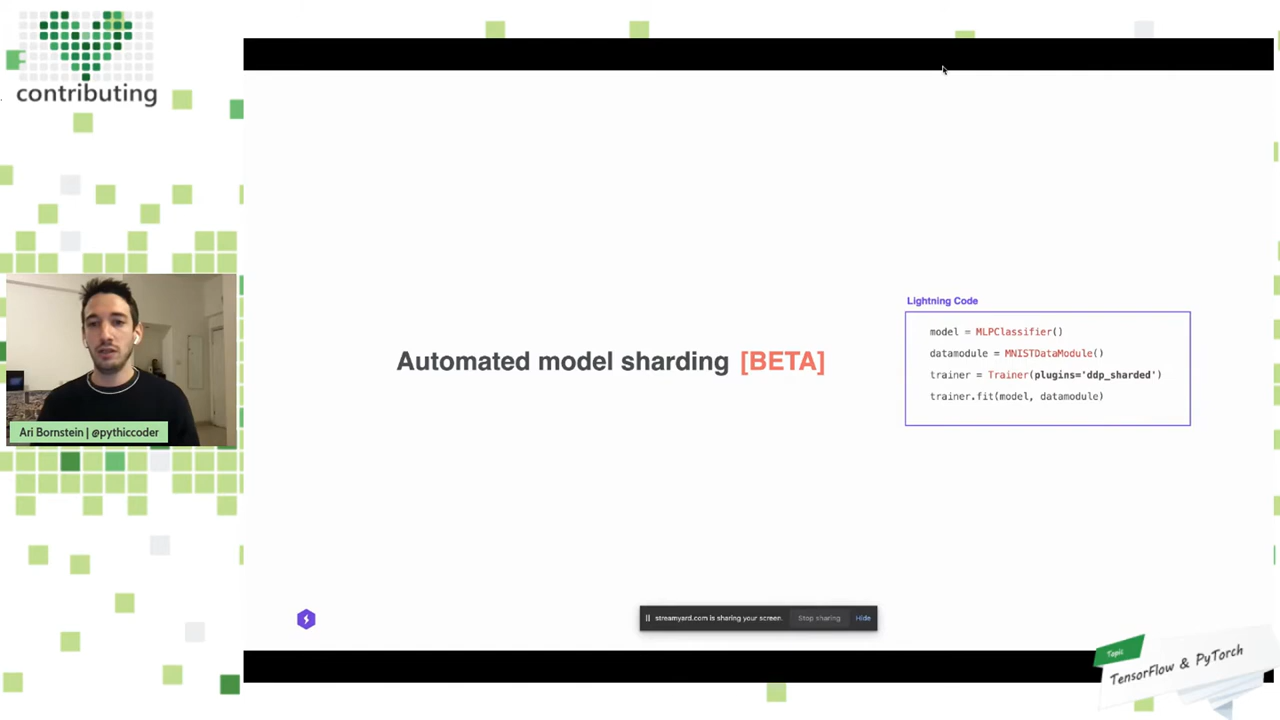 contributing
Automated model sharding [BETA]
Lightning Code
model = MLPClassifier()
datamodule = MNISTDataModule()
trainer = Trainer(plugins='ddp_sharded')
trainer.fit(model, datamodule)
Ari Bornstein | @pythiccoder
streamyard.com is sharing your screen.
Stop sharing
Hide
Topic
TensorFlow & PyTorch